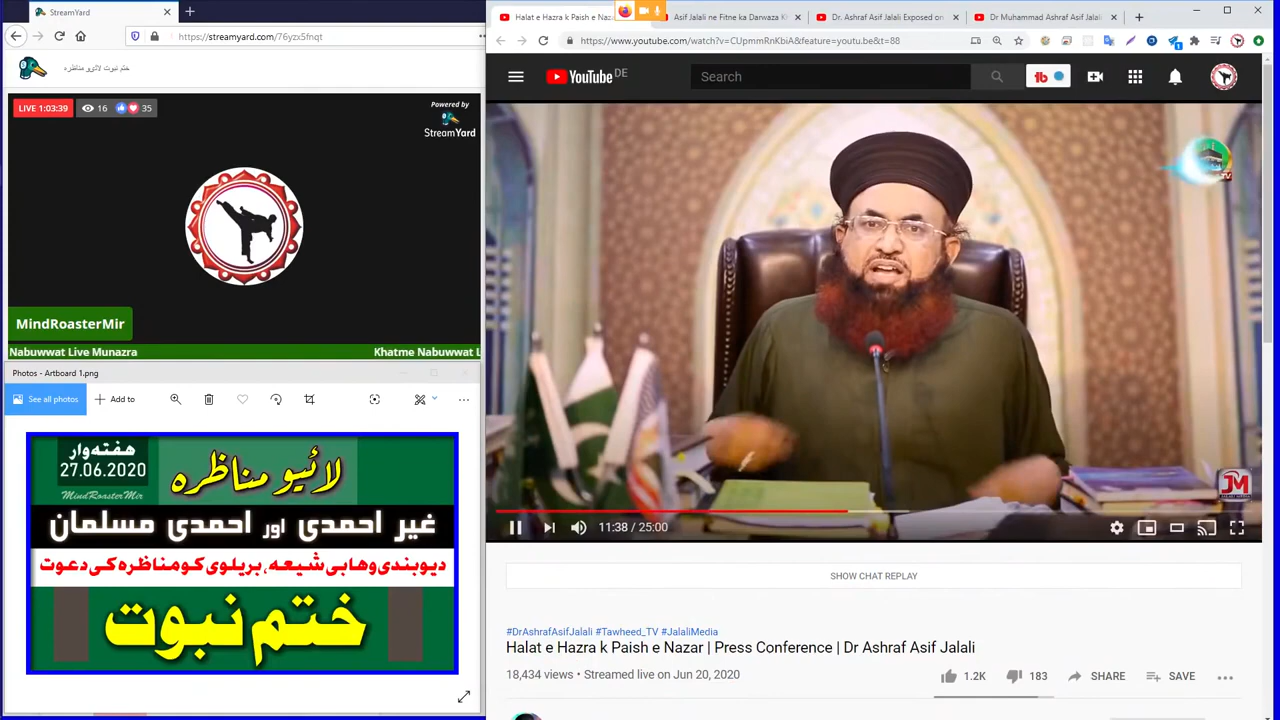 StreamYard
https://streamyard.com/76yzx5fnqt
ختم نبوت لائیو مناظرہ
LIVE 1:03:39
16
35
Powered by
StreamYard
MindRoasterMir
Nabuwwat Live Munazra
Khatme Nabuwwat L
Photos - Artboard 1.png
See all photos
Add to
ھفته‌وار
27.06.2020
MindRoasterMir
لائیو مناظرہ
غیر احمدی اور احمدی مسلمان
دیوبندی وھابی شیعہ، بریلوی کو مناظرہ کی دعوت
ختم نبوت
Halat e Hazra k Paish e Naza
Asif Jalali ne Fitne ka Darwaza K
Dr. Ashraf Asif Jalali Exposed on
Dr Muhammad Ashraf Asif Jalali
https://www.youtube.com/watch?v=CUpmmRnKbiA&feature=youtu.be&t=88
YouTube DE
Search
TV
JM
11:38 / 25:00
SHOW CHAT REPLAY
#DrAshrafAsifJalali #Tawheed_TV #JalaliMedia
Halat e Hazra k Paish e Nazar | Press Conference | Dr Ashraf Asif Jalali
18,434 views • Streamed live on Jun 20, 2020
1.2K
183
SHARE
SAVE